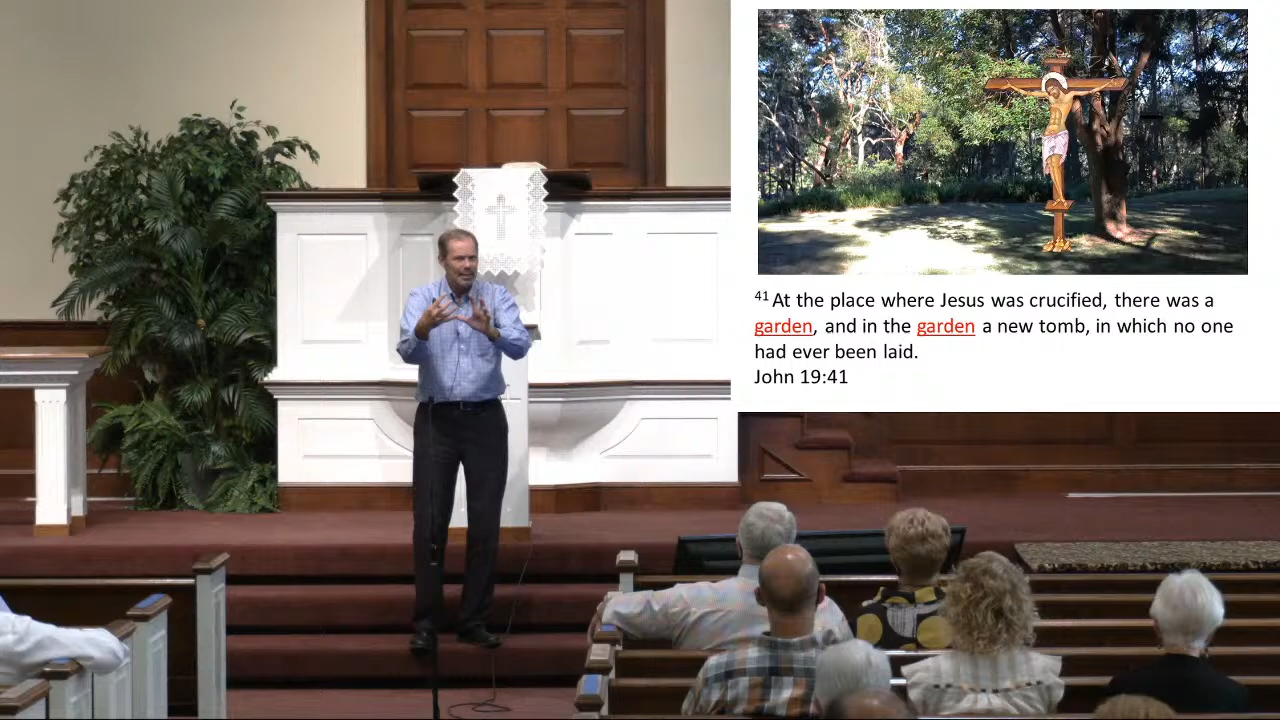 41 At the place where Jesus was crucified, there was a
garden, and in the garden a new tomb, in which no one
had ever been laid.
John 19:41